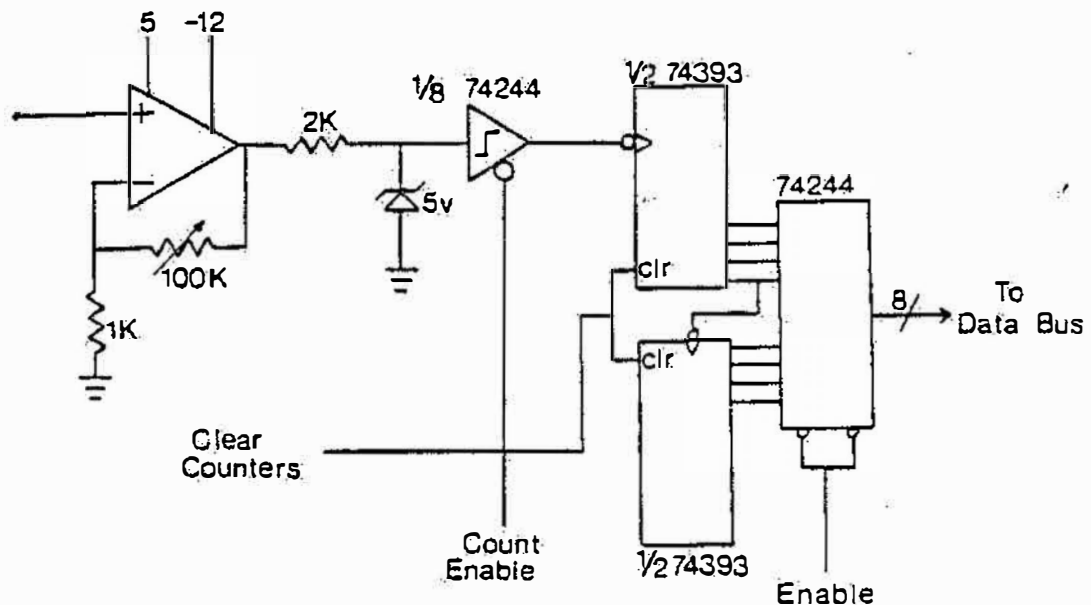 5 -12
+
-
100K
1K
2K
5v
1/8 74244
1/2 74393
clr
clr
1/2 74393
74244
8
To
Data Bus
Clear
Counters
Count
Enable
Enable